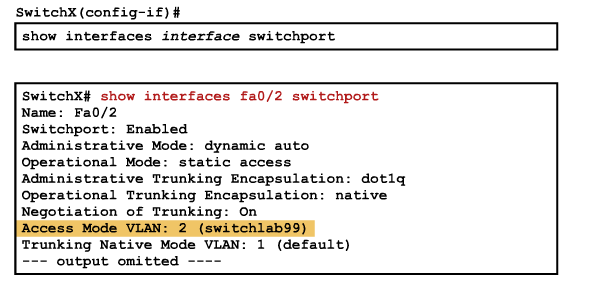 SwitchX(config-if)#
show interfaces interface switchport
SwitchX# show interfaces fa0/2 switchport
Name: Fa0/2
Switchport: Enabled
Administrative Mode: dynamic auto
Operational Mode: static access
Administrative Trunking Encapsulation: dot1q
Operational Trunking Encapsulation: native
Negotiation of Trunking: On
Access Mode VLAN: 2 (switchlab99)
Trunking Native Mode VLAN: 1 (default)
--- output omitted ----